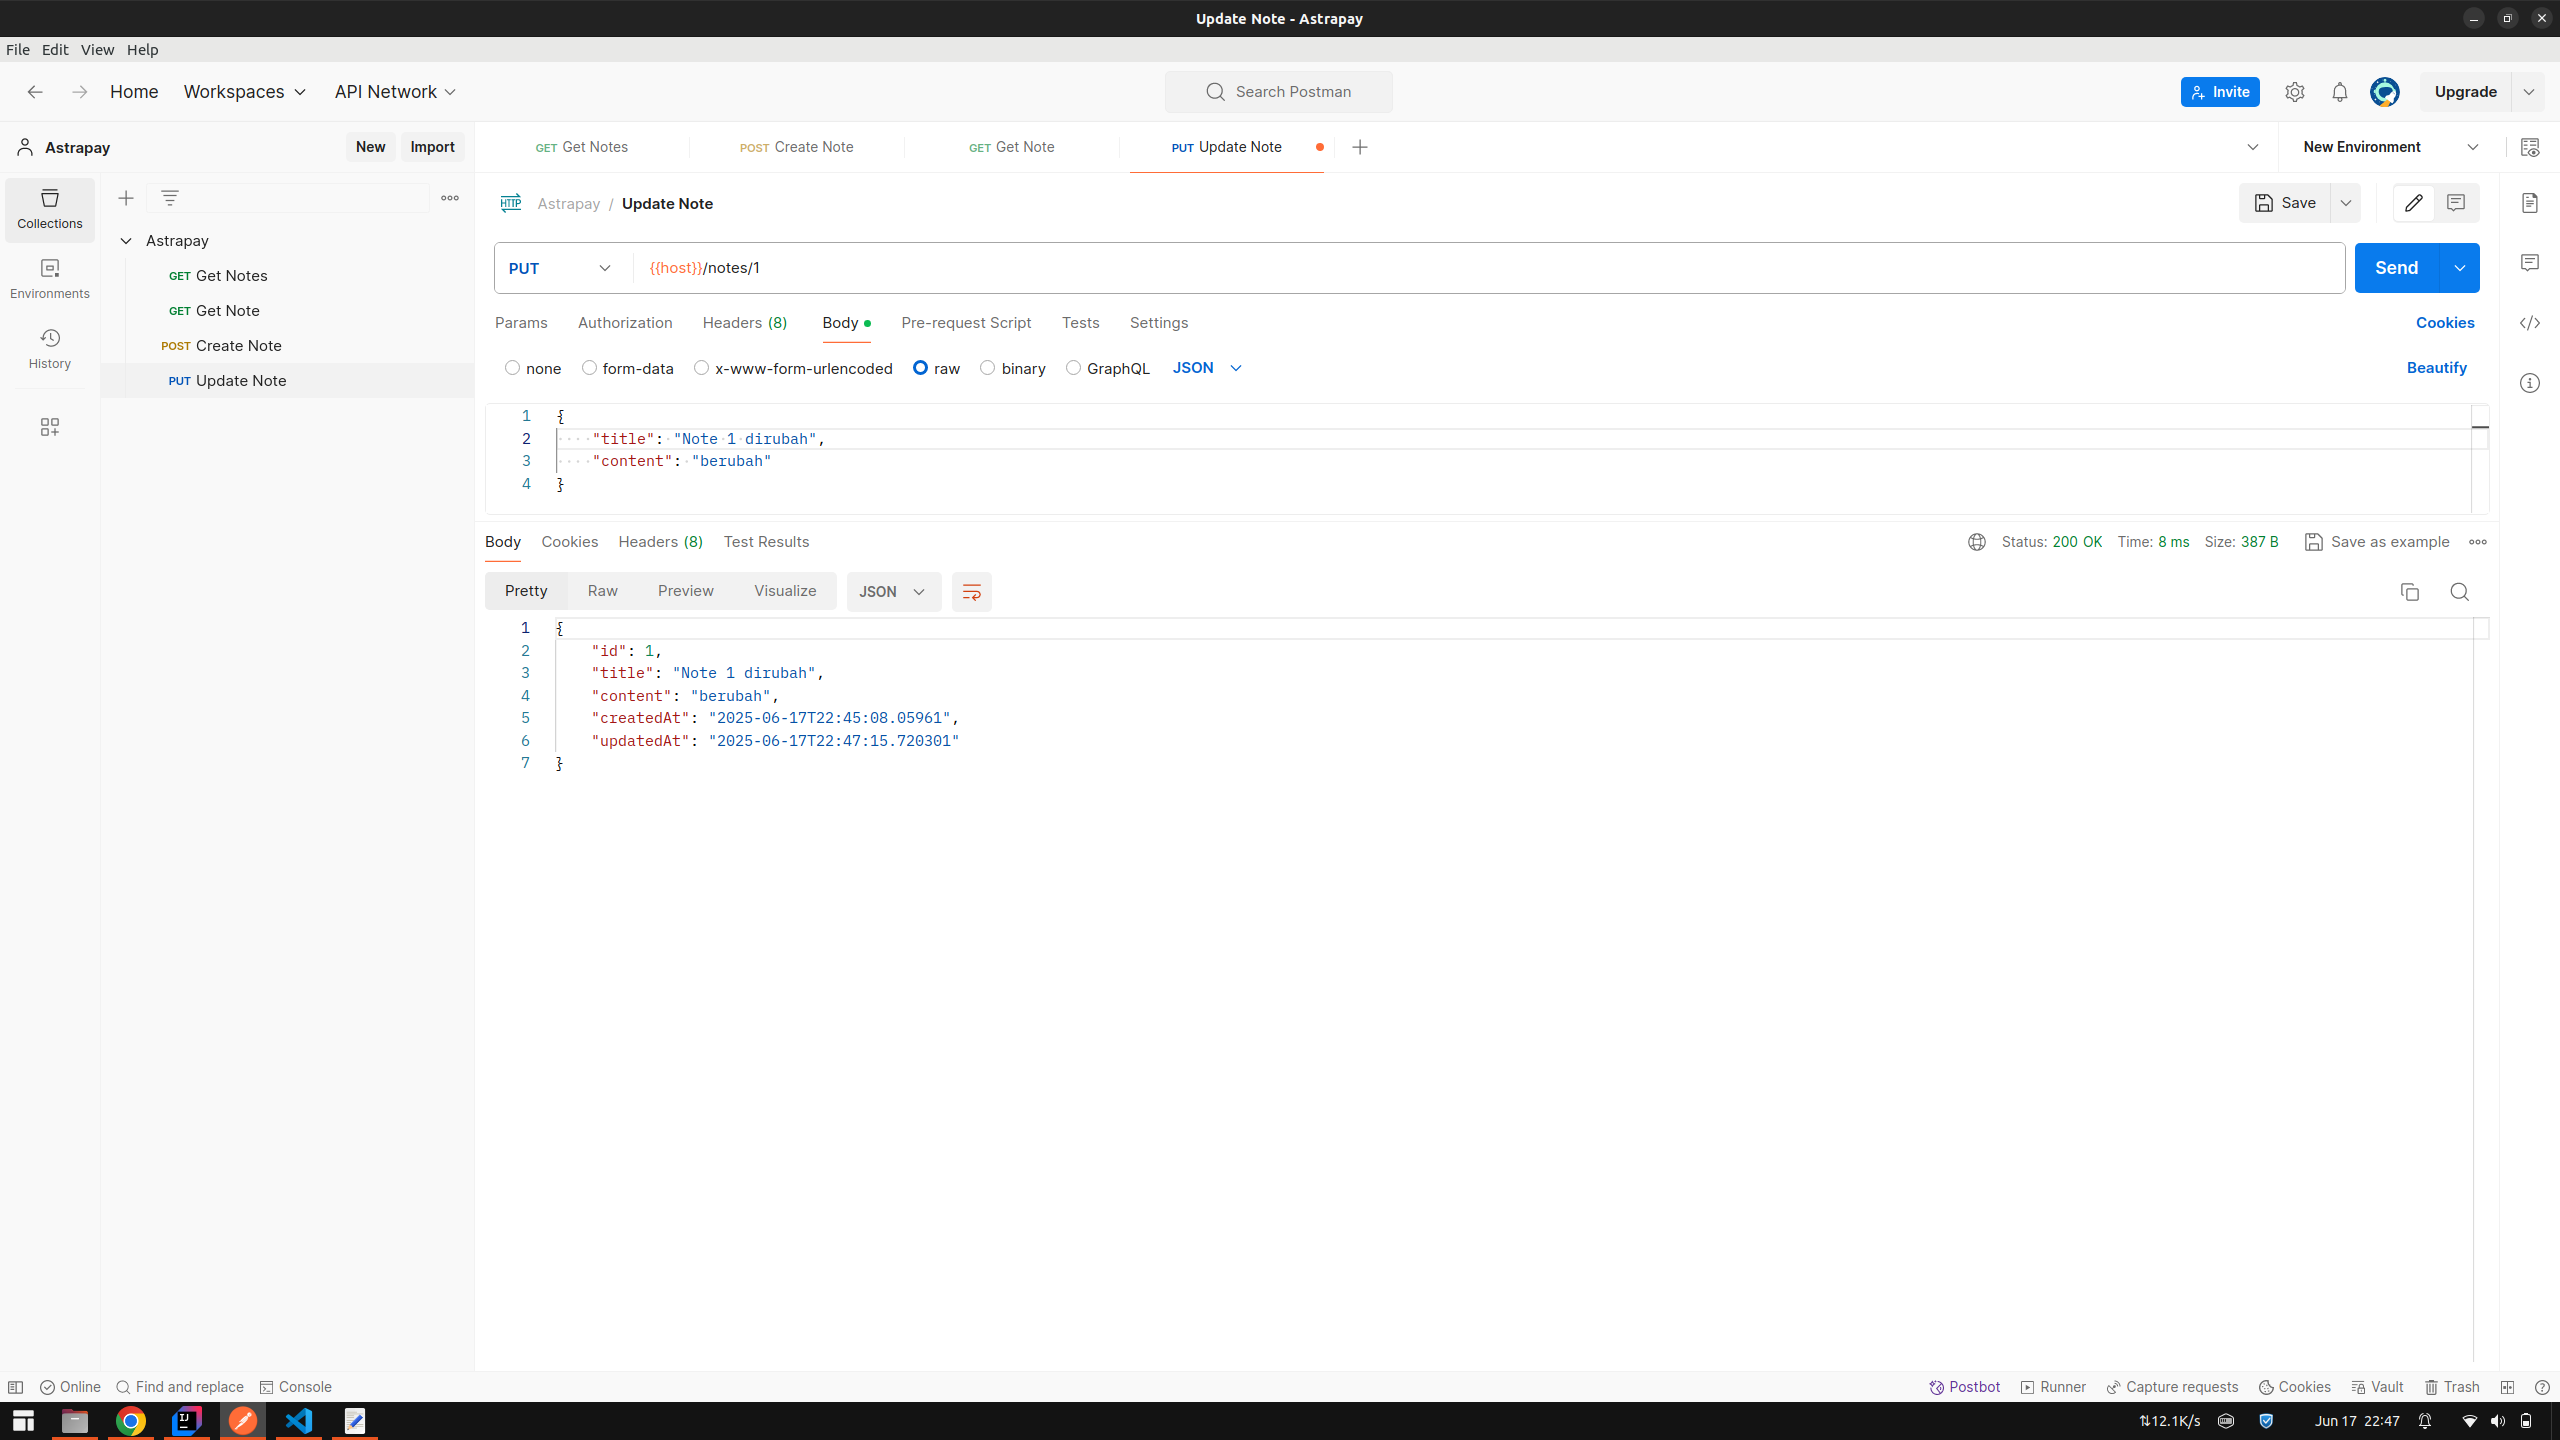 Update Note - Astrapay
File Edit View Help
Home Workspaces API Network Search Postman Invite Upgrade
Astrapay New Import GET Get Notes POST Create Note GET Get Note PUT Update Note New Environment
Collections
Environments
History
Astrapay
GET Get Notes
GET Get Note
POST Create Note
PUT Update Note
HTTP Astrapay / Update Note Save
PUT {{host}}/notes/1 Send
Params Authorization Headers (8) Body Pre-request Script Tests Settings Cookies
none form-data x-www-form-urlencoded raw binary GraphQL JSON Beautify
1 {
2 ····"title":·"Note·1·dirubah",
3 ····"content":·"berubah"
4 }
Body Cookies Headers (8) Test Results Status: 200 OK Time: 8 ms Size: 387 B Save as example
Pretty Raw Preview Visualize JSON
1 {
2 "id": 1,
3 "title": "Note 1 dirubah",
4 "content": "berubah",
5 "createdAt": "2025-06-17T22:45:08.05961",
6 "updatedAt": "2025-06-17T22:47:15.720301"
7 }
Online Find and replace Console Postbot Runner Capture requests Cookies Vault Trash
IJ 12.1K/s Jun 17 22:47